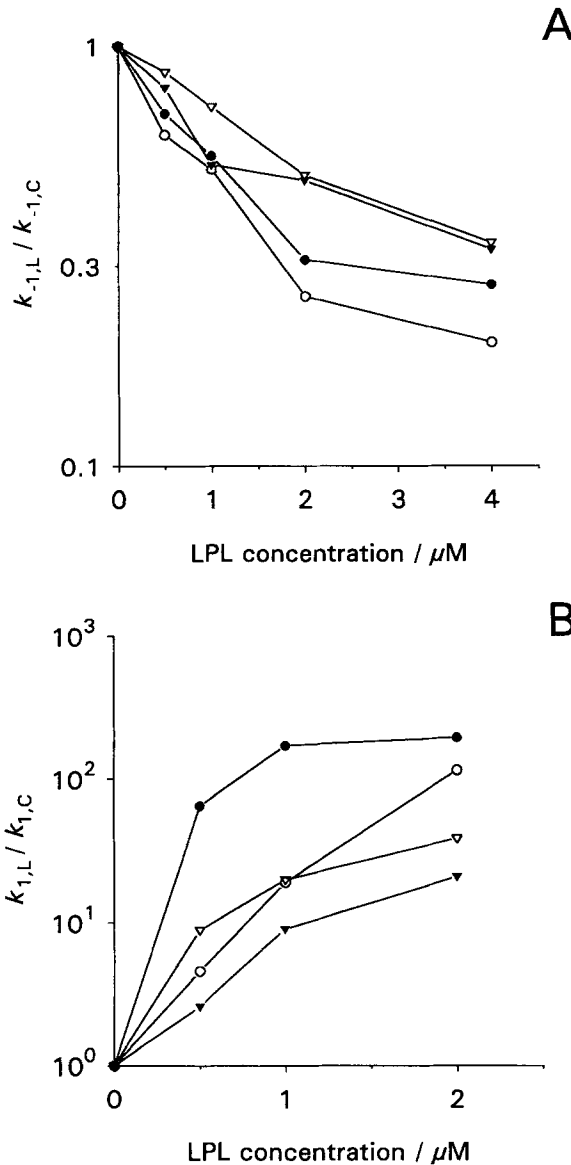 A
1
0.3
0.1
k-1,L / k-1,C
0 1 2 3 4
LPL concentration / µM
B
10³
10²
10¹
10⁰
k1,L / k1,C
0 1 2
LPL concentration / µM